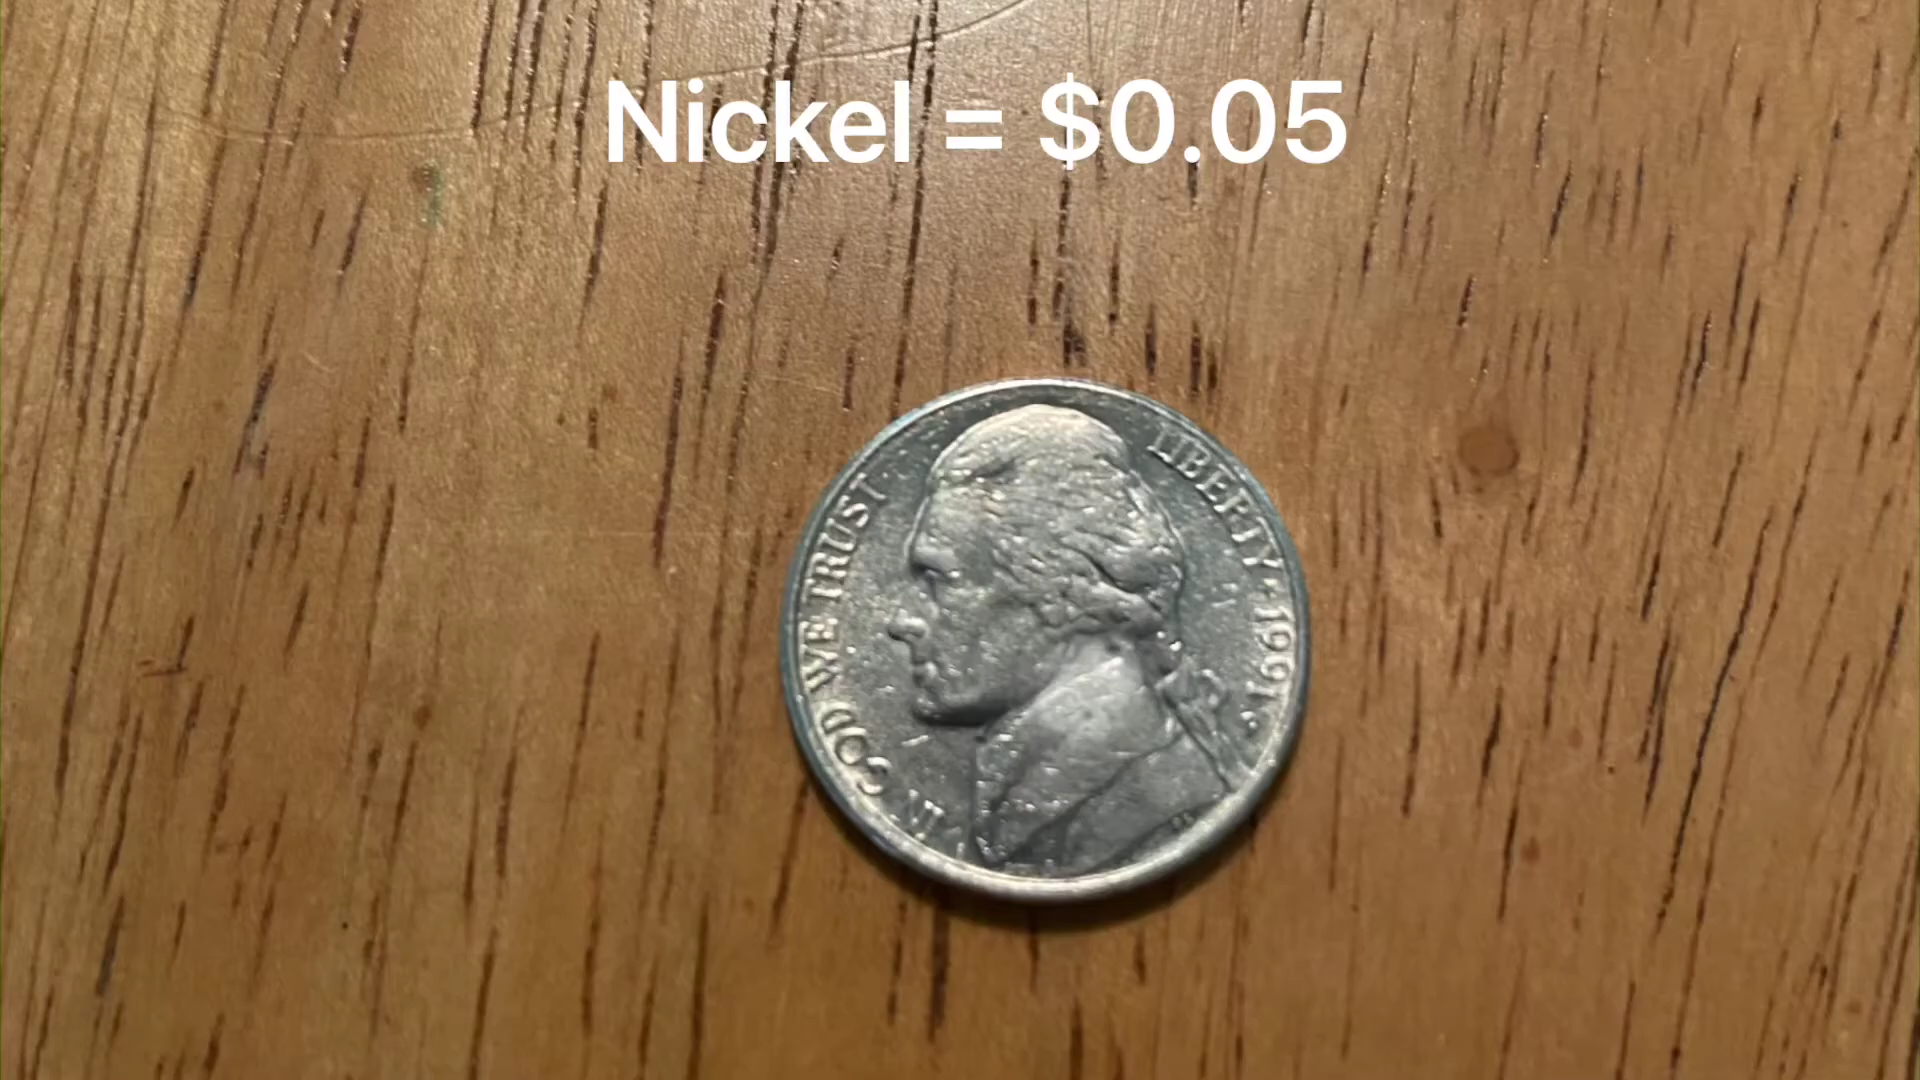 Nickel = $0.05
IN GOD WE TRUST
LIBERTY 1991